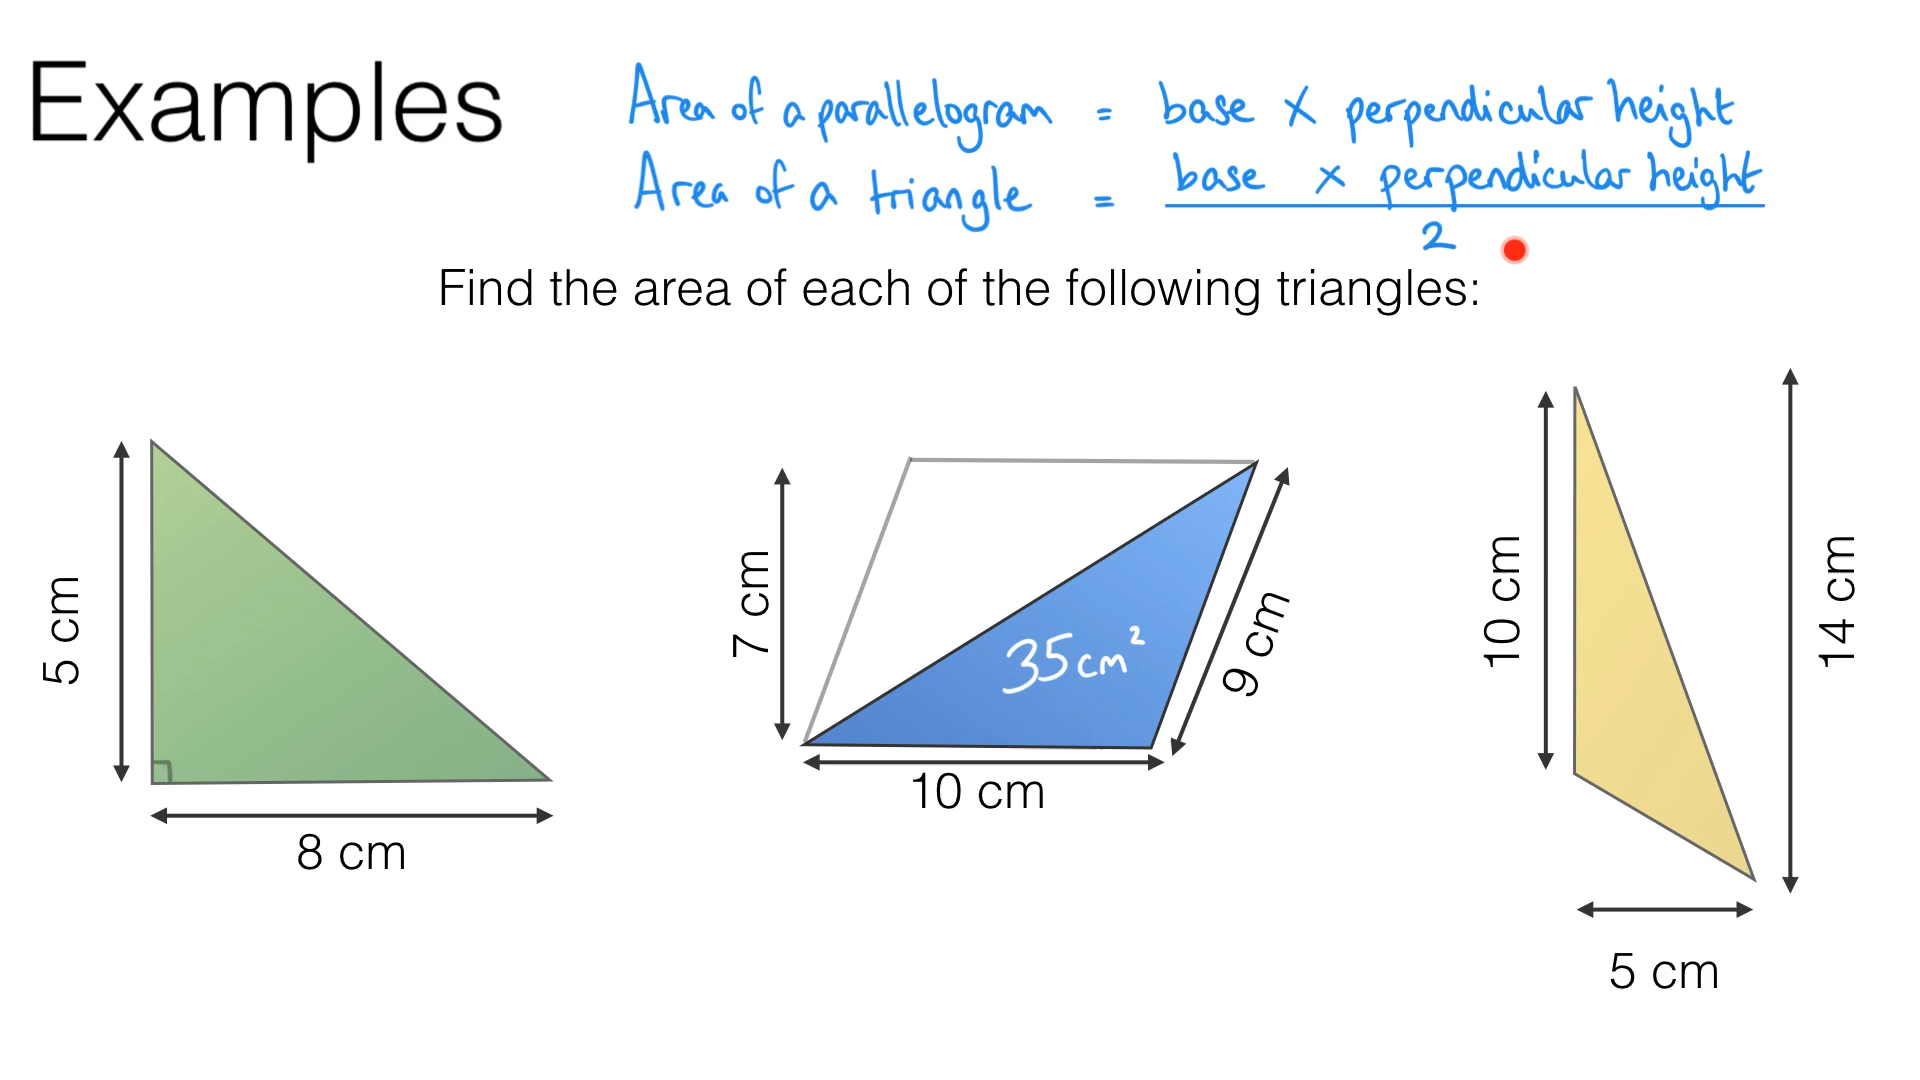 Examples
Area of a parallelogram = base × perpendicular height
Area of a triangle = base × perpendicular height
2
Find the area of each of the following triangles:
5 cm
8 cm
7 cm
35cm²
9 cm
10 cm
10 cm
14 cm
5 cm